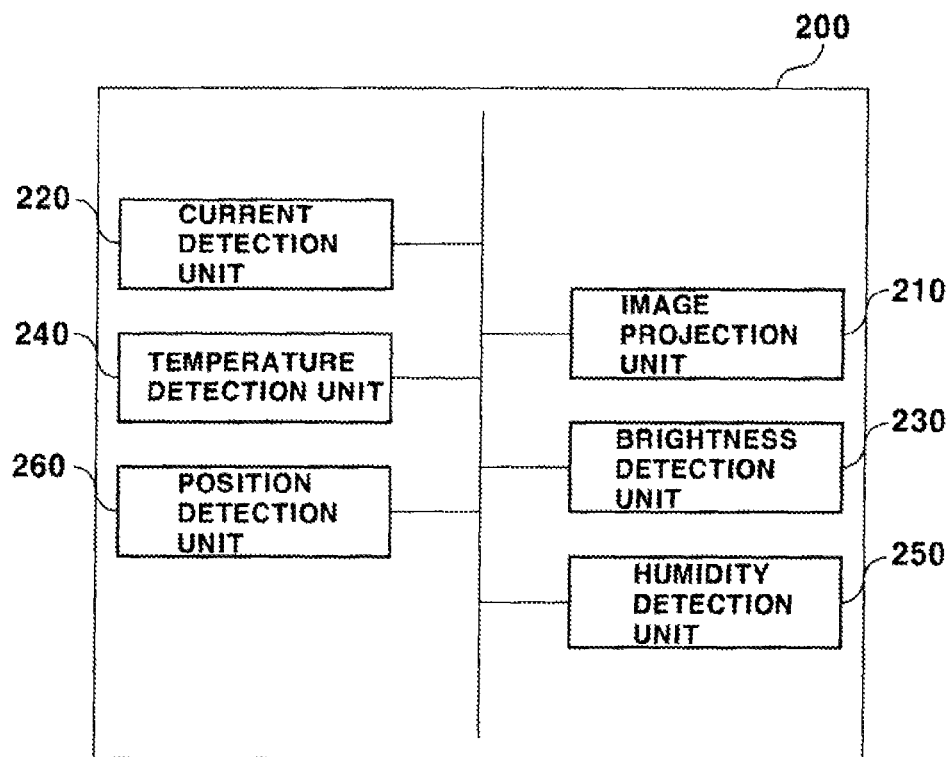 200
220
CURRENT
DETECTION
UNIT
210
IMAGE
PROJECTION
UNIT
240
TEMPERATURE
DETECTION UNIT
230
BRIGHTNESS
DETECTION
UNIT
260
POSITION
DETECTION
UNIT
250
HUMIDITY
DETECTION
UNIT